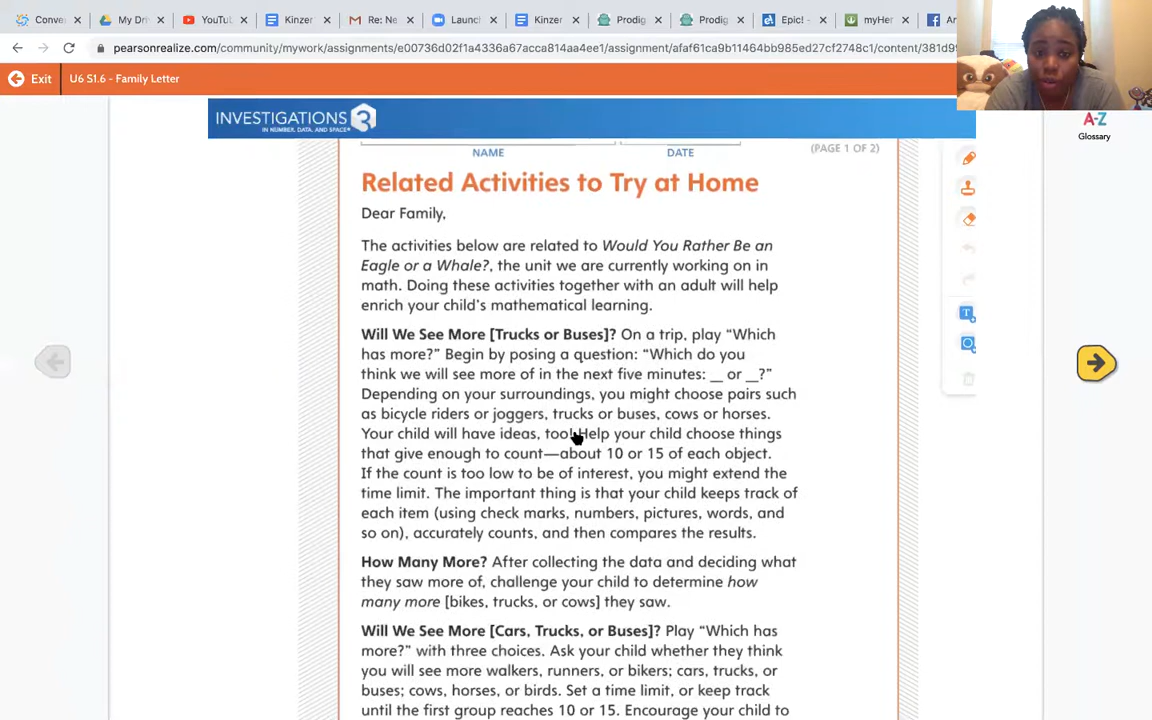 Conver
My Driv
YouTu
Kinzer
Re: Ne
Launc
Kinzer
Prodig
Prodig
Epic! -
myHer
An
pearsonrealize.com/community/mywork/assignments/e00736d02f1a4336a67acca814aa4ee1/assignment/afaf61ca9b11464bb985ed27cf2748c1/content/381d9
Exit
U6 S1.6 - Family Letter
INVESTIGATIONS 3
IN NUMBER, DATA, AND SPACE®
A-Z
Glossary
NAME
DATE
(PAGE 1 OF 2)
Related Activities to Try at Home
Dear Family,
The activities below are related to Would You Rather Be an
Eagle or a Whale?, the unit we are currently working on in
math. Doing these activities together with an adult will help
enrich your child's mathematical learning.
Will We See More [Trucks or Buses]? On a trip, play “Which
has more?” Begin by posing a question: “Which do you
think we will see more of in the next five minutes: __ or __?”
Depending on your surroundings, you might choose pairs such
as bicycle riders or joggers, trucks or buses, cows or horses.
Your child will have ideas, too! Help your child choose things
that give enough to count—about 10 or 15 of each object.
If the count is too low to be of interest, you might extend the
time limit. The important thing is that your child keeps track of
each item (using check marks, numbers, pictures, words, and
so on), accurately counts, and then compares the results.
How Many More? After collecting the data and deciding what
they saw more of, challenge your child to determine how
many more [bikes, trucks, or cows] they saw.
Will We See More [Cars, Trucks, or Buses]? Play “Which has
more?” with three choices. Ask your child whether they think
you will see more walkers, runners, or bikers; cars, trucks, or
buses; cows, horses, or birds. Set a time limit, or keep track
until the first group reaches 10 or 15. Encourage your child to